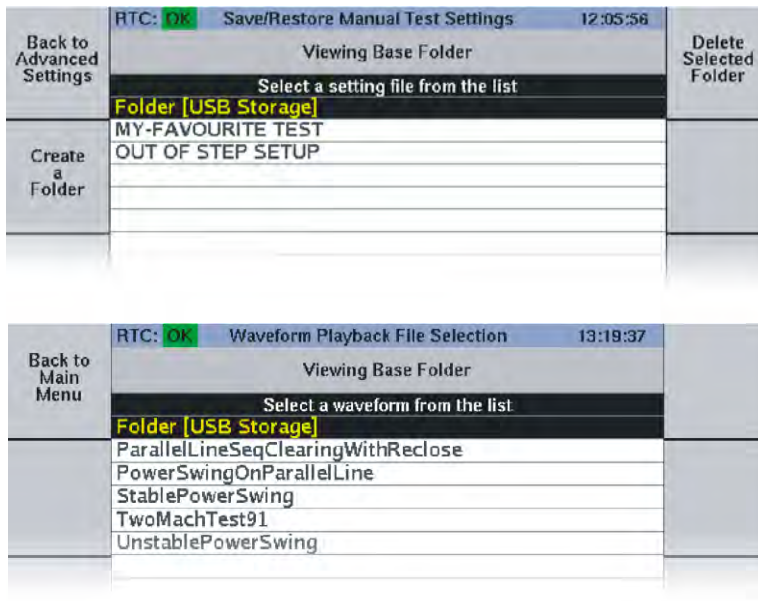 RTC: OK Save/Restore Manual Test Settings 12:05:56
Back to
Advanced
Settings
Viewing Base Folder
Delete
Selected
Folder
Select a setting file from the list
Folder [USB Storage]
MY-FAVOURITE TEST
OUT OF STEP SETUP
Create
a
Folder
RTC: OK Waveform Playback File Selection 13:19:37
Back to
Main
Menu
Viewing Base Folder
Select a waveform from the list
Folder [USB Storage]
ParallelLineSeqClearingWithReclose
PowerSwingOnParallelLine
StablePowerSwing
TwoMachTest91
UnstablePowerSwing